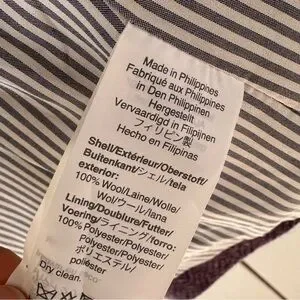 Made in Philippines
Fabriqué aux Philippines
in Den Philippinen
Hergestellt
Vervaardigd in Filipijnen
フィリピン製
Hecho en Filipinas
Shell/Extérieur/Oberstoff/
Buitenkant/シェル/tela
exterior:
100% Wool/Laine/Wolle/
Wol/ウール/lana
Lining/Doublure/Futter/
Voering/ライニング/forro:
100% Polyester/Polyester/
Polyester/Polyester/
ポリエステル/
poliéster
Dry clean.